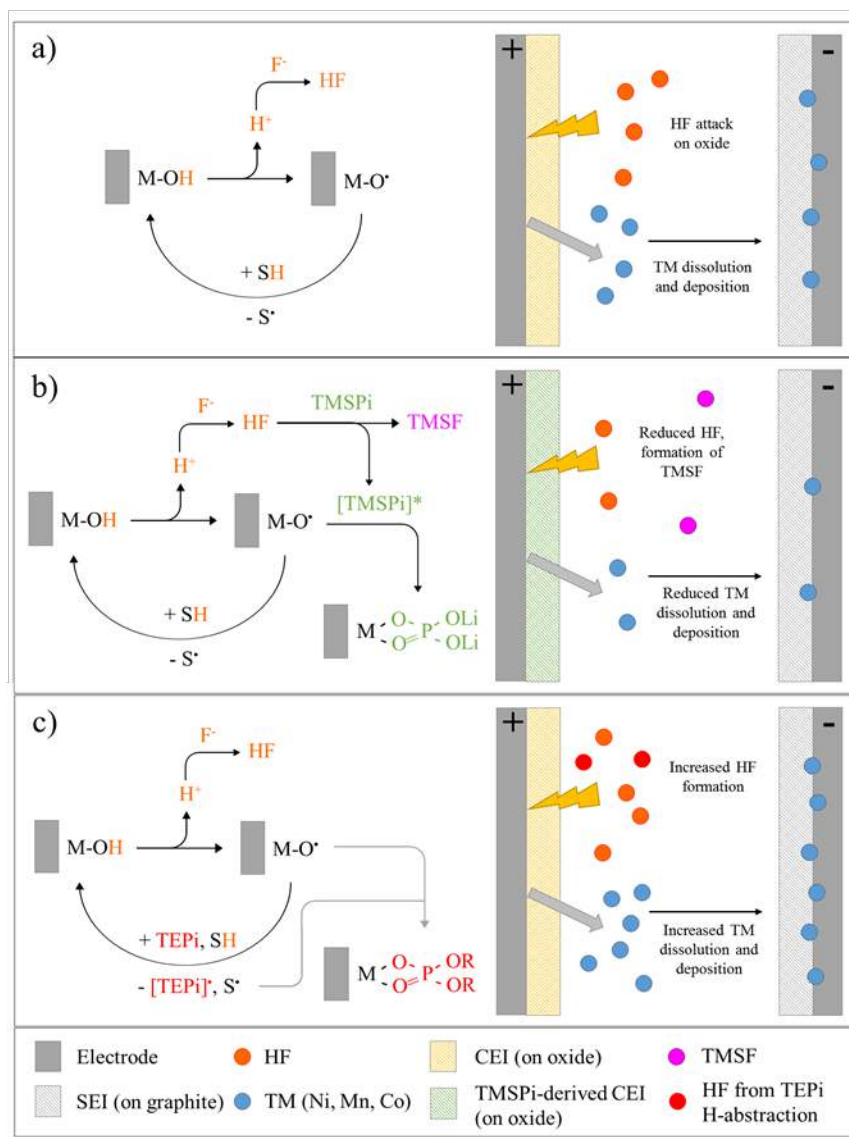 a)
F⁻
HF
H⁺
M-OH
M-O•
+ SH
- S•
+
-
HF attack
on oxide
TM dissolution
and deposition
b)
F⁻
HF
TMSPi
TMSF
H⁺
[TMSPi]*
M-OH
M-O•
+ SH
- S•
M
O
O
P
OLi
OLi
+
-
Reduced HF,
formation of
TMSF
Reduced TM
dissolution and
deposition
c)
F⁻
HF
H⁺
M-OH
M-O•
+ TEPi, SH
- [TEPi]•, S•
M
O
O
P
OR
OR
+
-
Increased HF
formation
Increased TM
dissolution and
deposition
Electrode
HF
CEI (on oxide)
TMSF
SEI (on graphite)
TM (Ni, Mn, Co)
TMSPi-derived CEI
(on oxide)
HF from TEPi
H-abstraction